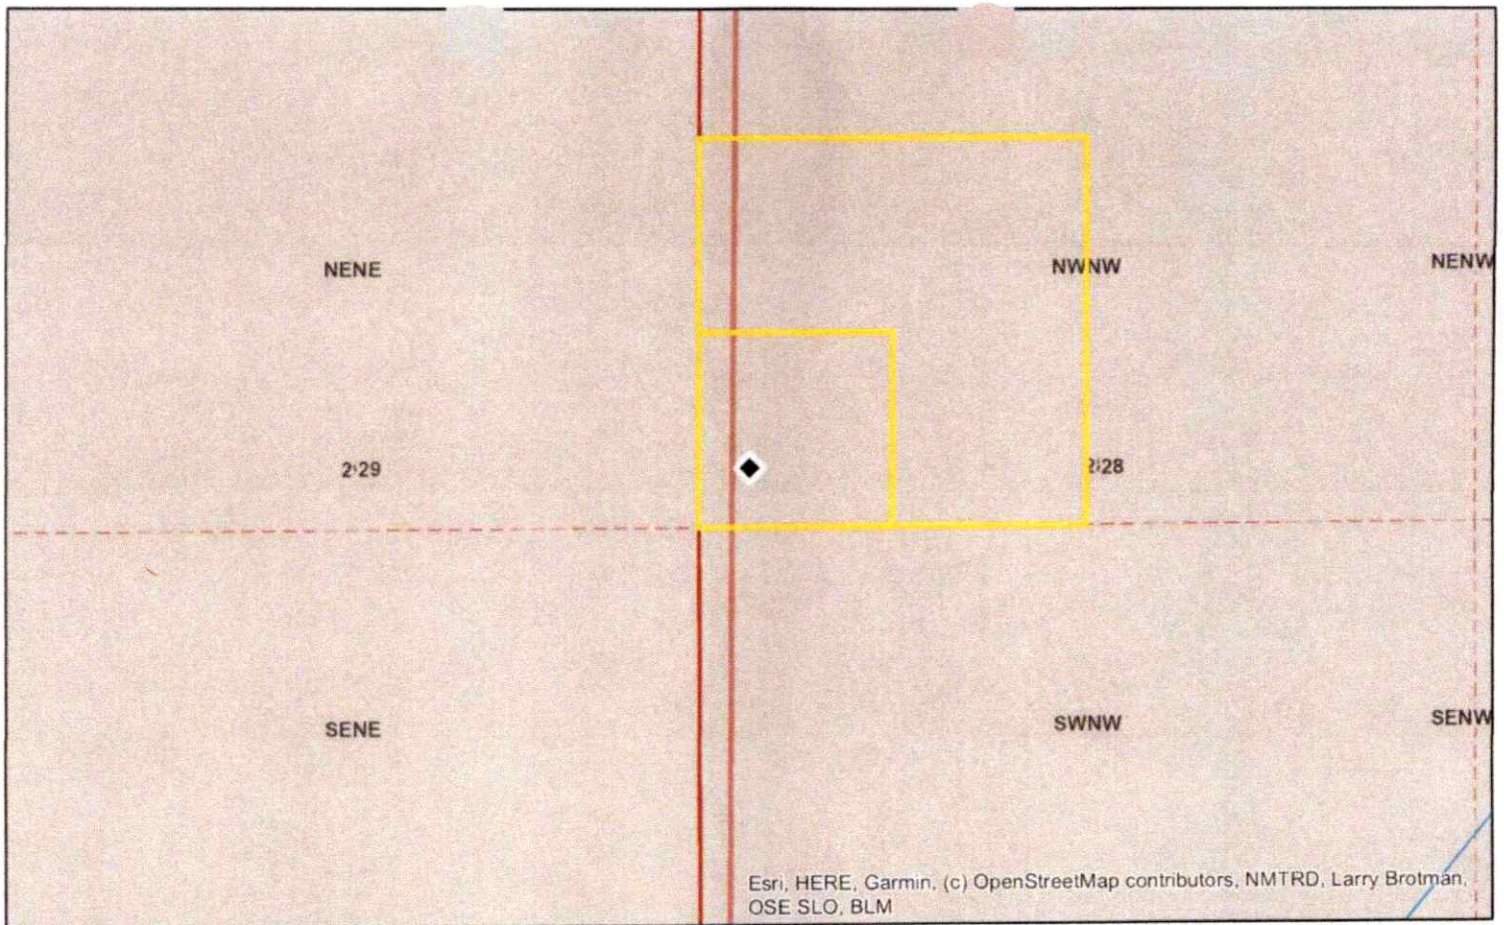 NENE
NWNW
NENW
2 29
2 28
SENE
SWNW
SENW
Esri, HERE, Garmin, (c) OpenStreetMap contributors, NMTRD, Larry Brotman,
OSE SLO, BLM